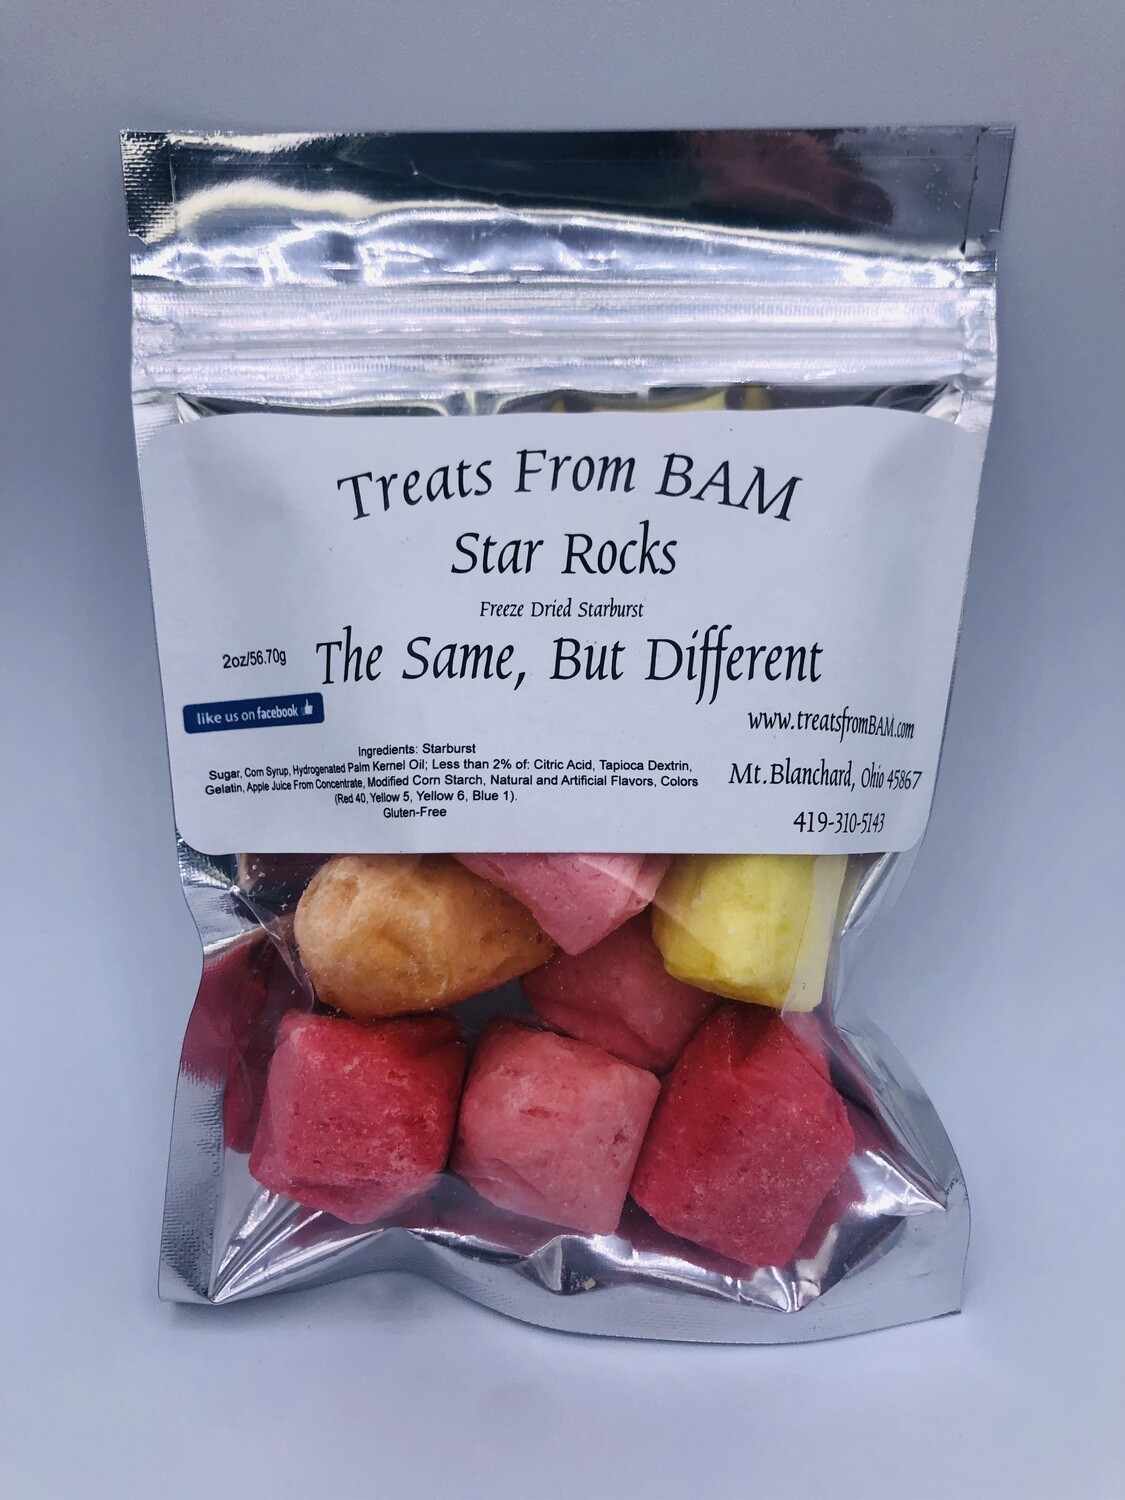 Treats From BAM
Star Rocks
Freeze Dried Starburst
2oz/56.70g
The Same, But Different
like us on facebook
www.treatsfromBAM.com
Ingredients: Starburst
Sugar, Corn Syrup, Hydrogenated Palm Kernel Oil; Less than 2% of: Citric Acid, Tapioca Dextrin,
Gelatin, Apple Juice From Concentrate, Modified Corn Starch, Natural and Artificial Flavors, Colors
(Red 40, Yellow 5, Yellow 6, Blue 1).
Gluten-Free
Mt.Blanchard, Ohio 45867
419-310-5143